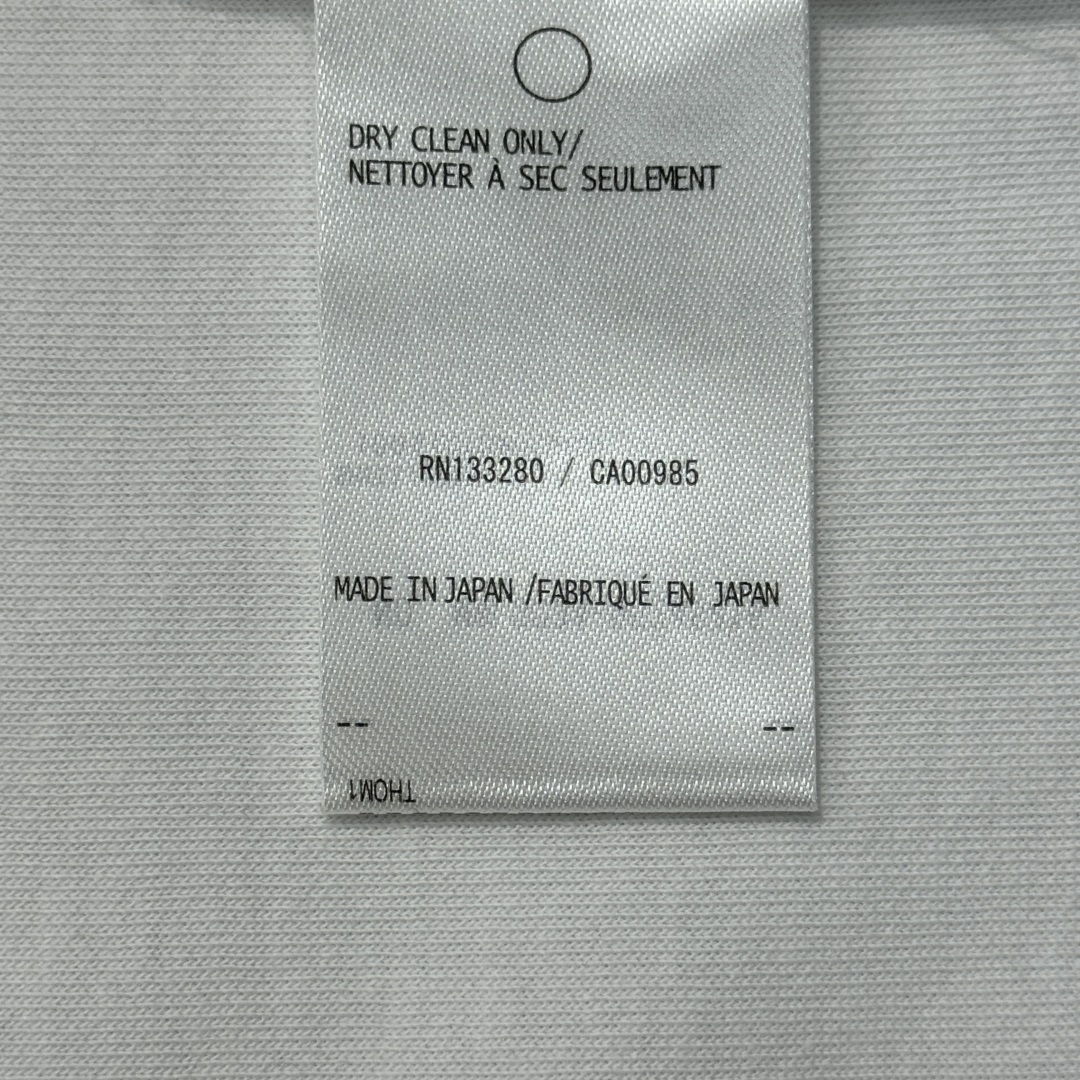 DRY CLEAN ONLY/
NETTOYER À SEC SEULEMENT
RN133280 / CA00985
MADE IN JAPAN /FABRIQUÉ EN JAPAN
-- --
THOM1